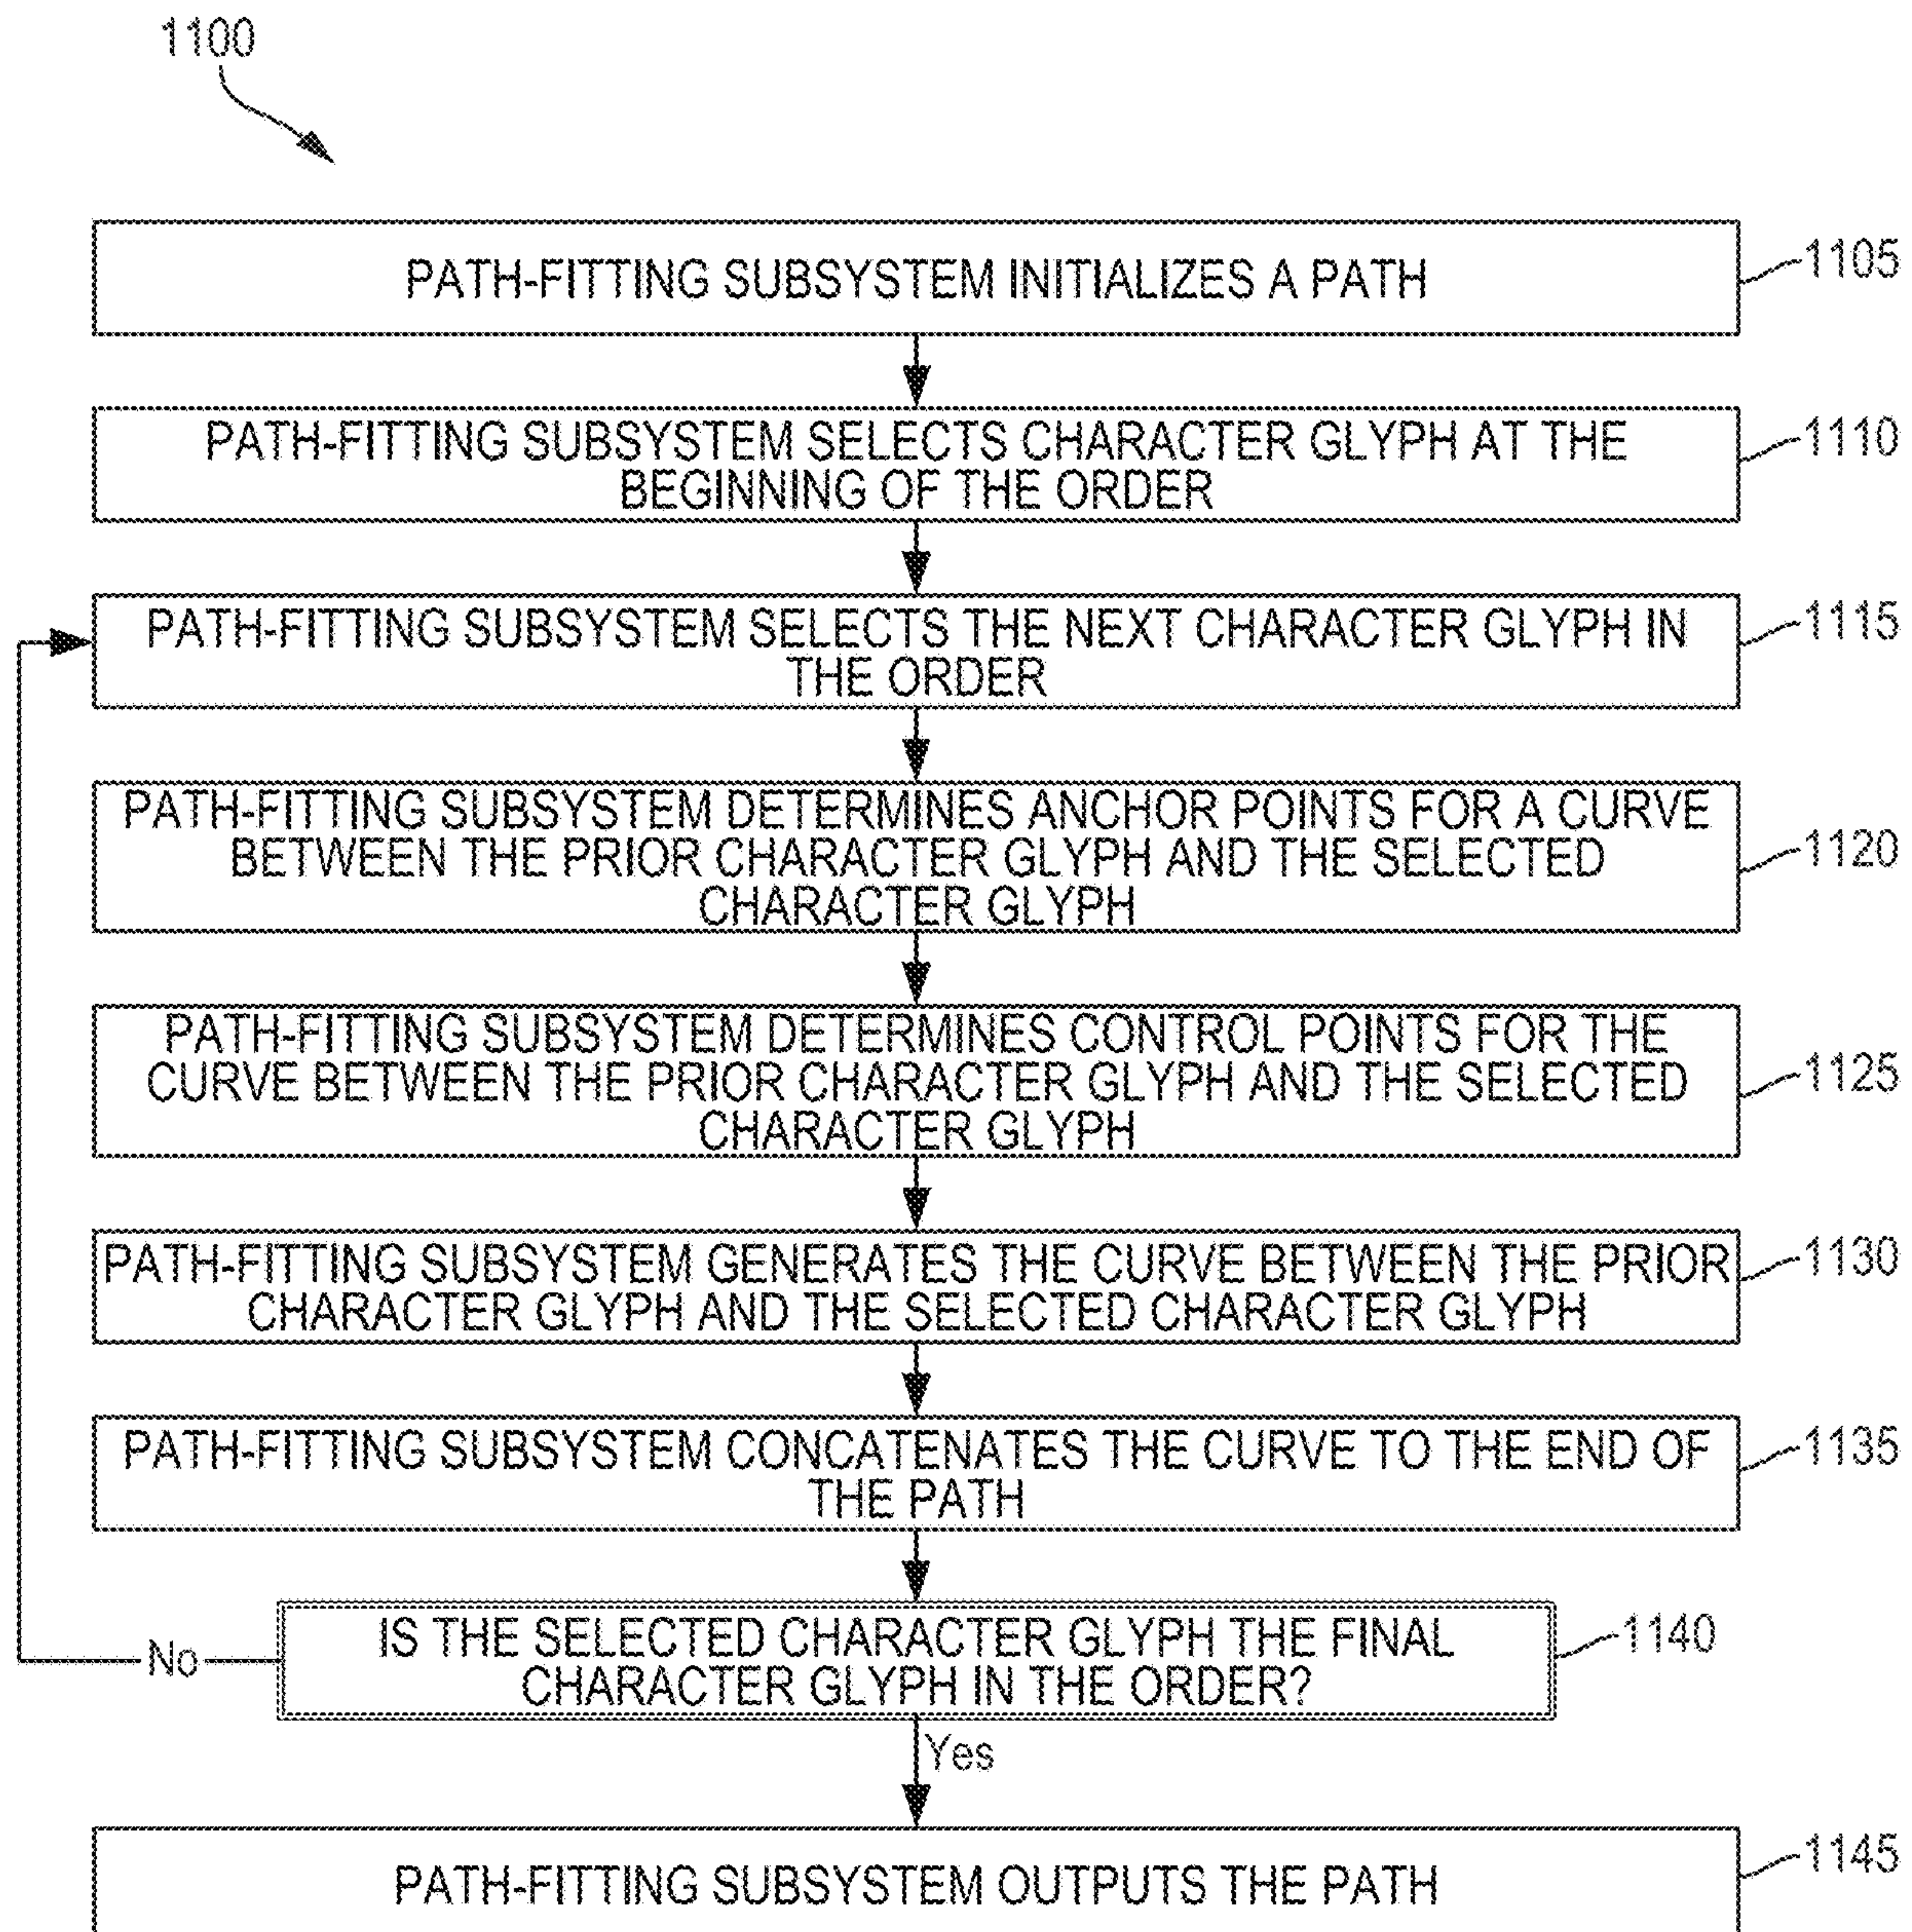 1100
PATH-FITTING SUBSYSTEM INITIALIZES A PATH
1105
PATH-FITTING SUBSYSTEM SELECTS CHARACTER GLYPH AT THE
BEGINNING OF THE ORDER
1110
PATH-FITTING SUBSYSTEM SELECTS THE NEXT CHARACTER GLYPH IN
THE ORDER
1115
PATH-FITTING SUBSYSTEM DETERMINES ANCHOR POINTS FOR A CURVE
BETWEEN THE PRIOR CHARACTER GLYPH AND THE SELECTED
CHARACTER GLYPH
1120
PATH-FITTING SUBSYSTEM DETERMINES CONTROL POINTS FOR THE
CURVE BETWEEN THE PRIOR CHARACTER GLYPH AND THE SELECTED
CHARACTER GLYPH
1125
PATH-FITTING SUBSYSTEM GENERATES THE CURVE BETWEEN THE PRIOR
CHARACTER GLYPH AND THE SELECTED CHARACTER GLYPH
1130
PATH-FITTING SUBSYSTEM CONCATENATES THE CURVE TO THE END OF
THE PATH
1135
IS THE SELECTED CHARACTER GLYPH THE FINAL
CHARACTER GLYPH IN THE ORDER?
1140
No
Yes
PATH-FITTING SUBSYSTEM OUTPUTS THE PATH
1145